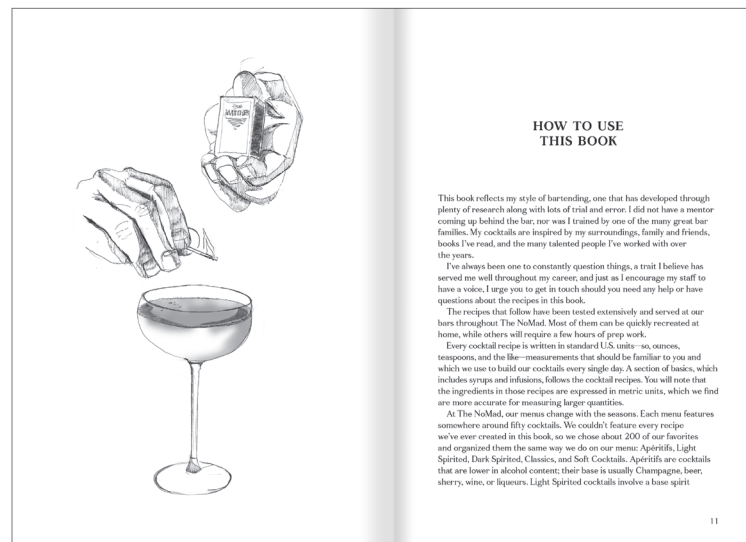 HOW TO USE
THIS BOOK
This book reflects my style of bartending, one that has developed through
plenty of research along with lots of trial and error. I did not have a mentor
coming up behind the bar, nor was I trained by one of the many great bar
families. My cocktails are inspired by my surroundings, family and friends,
books I’ve read, and the many talented people I’ve worked with over
the years.
I’ve always been one to constantly question things, a trait I believe has
served me well throughout my career, and just as I encourage my staff to
have a voice, I urge you to get in touch should you need any help or have
questions about the recipes in this book.
The recipes that follow have been tested extensively and served at our
bars throughout The NoMad. Most of them can be quickly recreated at
home, while others will require a few hours of prep work.
Every cocktail recipe is written in standard U.S. units—so, ounces,
teaspoons, and the like—measurements that should be familiar to you and
which we use to build our cocktails every single day. A section of basics, which
includes syrups and infusions, follows the cocktail recipes. You will note that
the ingredients in those recipes are expressed in metric units, which we find
are more accurate for measuring larger quantities.
At The NoMad, our menus change with the seasons. Each menu features
somewhere around fifty cocktails. We couldn’t feature every recipe
we’ve ever created in this book, so we chose about 200 of our favorites
and organized them the same way we do on our menu: Apéritifs, Light
Spirited, Dark Spirited, Classics, and Soft Cocktails. Apéritifs are cocktails
that are lower in alcohol content; their base is usually Champagne, beer,
sherry, wine, or liqueurs. Light Spirited cocktails involve a base spirit
11